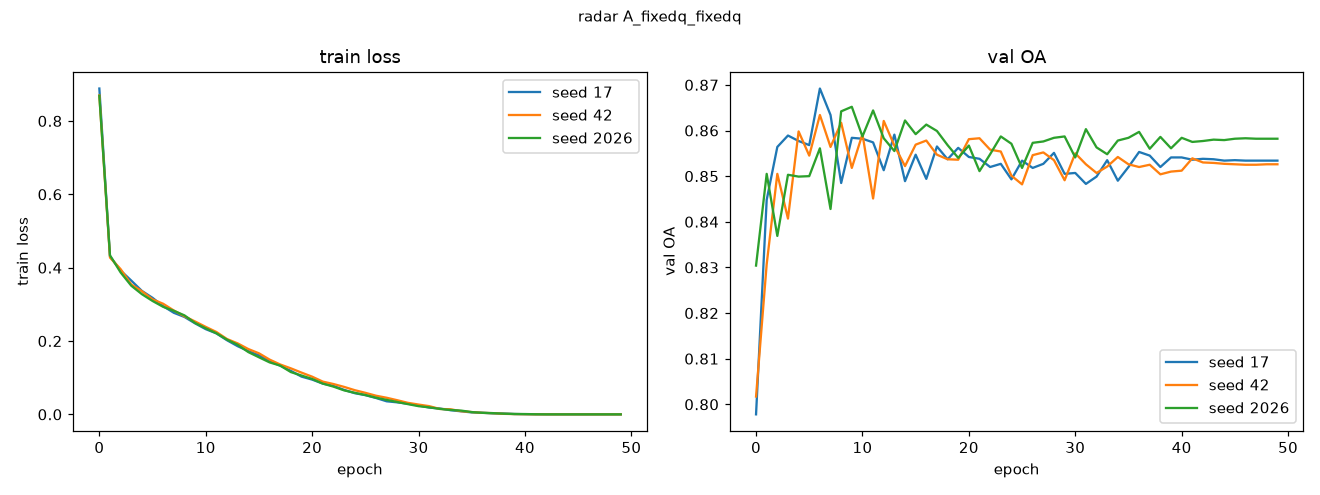 radar A_fixedq_fixedq
train loss
train loss
0.8
0.6
0.4
0.2
0.0
0 10 20 30 40 50
epoch
seed 17
seed 42
seed 2026
val OA
val OA
0.87
0.86
0.85
0.84
0.83
0.82
0.81
0.80
0 10 20 30 40 50
epoch
seed 17
seed 42
seed 2026